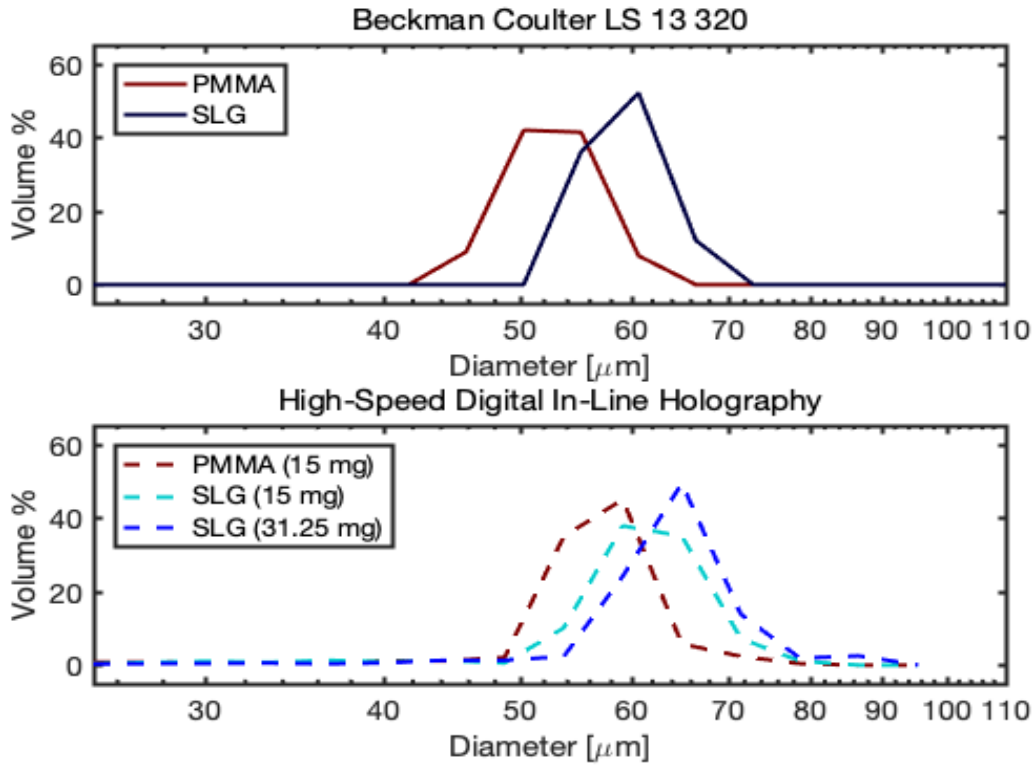 Beckman Coulter LS 13 320
60
40
20
0
Volume %
PMMA
SLG
30 40 50 60 70 80 90 100 110
Diameter [μm]
High-Speed Digital In-Line Holography
60
40
20
0
Volume %
PMMA (15 mg)
SLG (15 mg)
SLG (31.25 mg)
30 40 50 60 70 80 90 100 110
Diameter [μm]